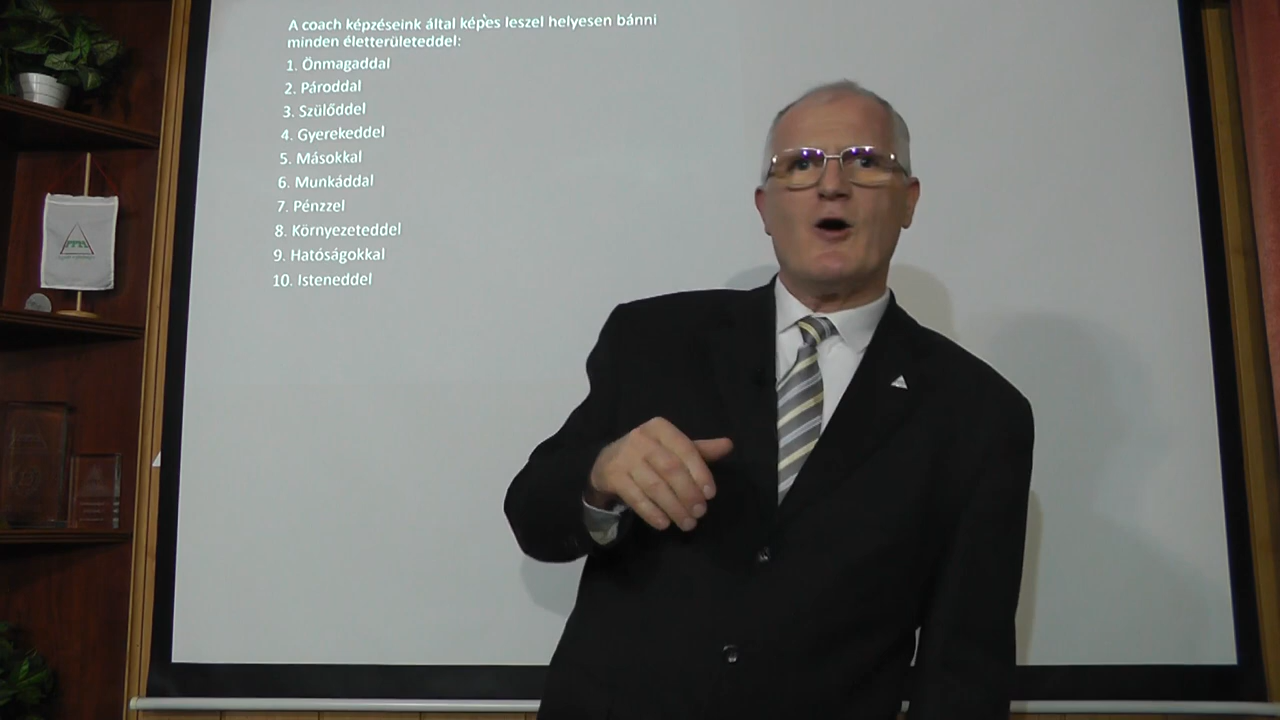 A coach képzéseink által képes leszel helyesen bánni
minden életterületeddel:
1. Önmagaddal
2. Pároddal
3. Szülőddel
4. Gyerekeddel
5. Másokkal
6. Munkáddal
7. Pénzzel
8. Környezeteddel
9. Hatóságokkal
10. Isteneddel